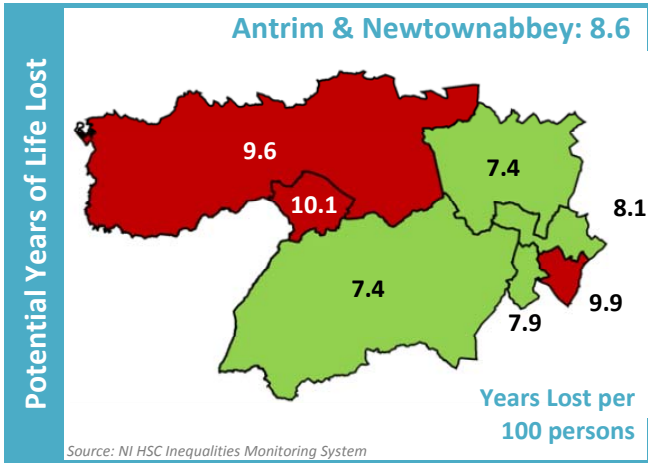 Potential Years of Life Lost
Antrim & Newtownabbey: 8.6
9.6
7.4
10.1
8.1
7.4
9.9
7.9
Years Lost per
100 persons
Source: NI HSC Inequalities Monitoring System